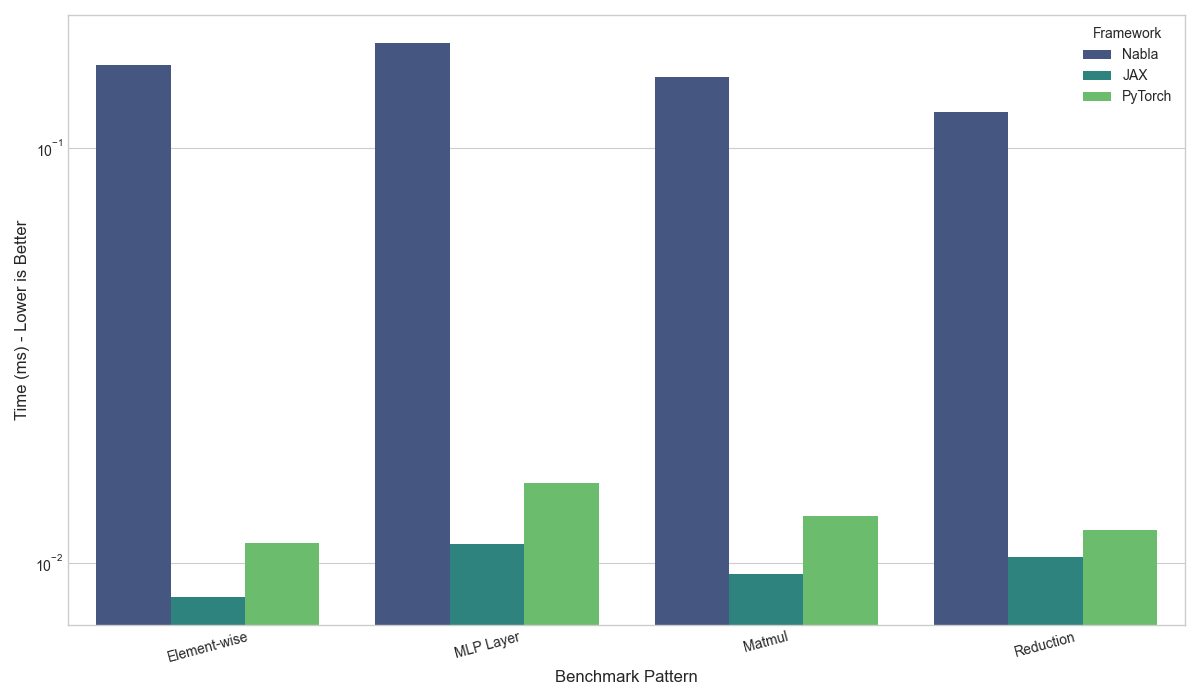 Framework
Nabla
JAX
PyTorch
10⁻¹
10⁻²
Time (ms) - Lower is Better
Element-wise
MLP Layer
Matmul
Reduction
Benchmark Pattern